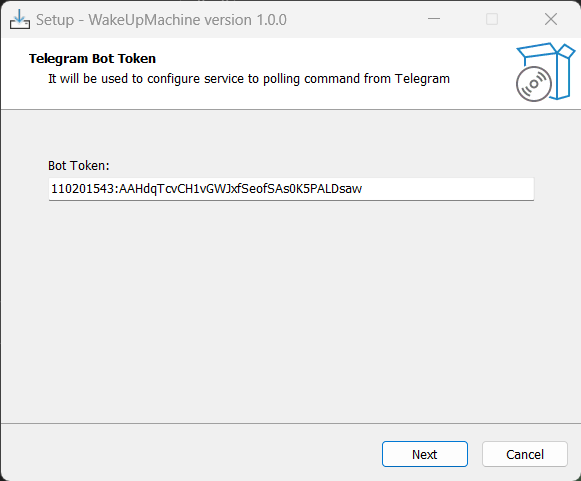 Setup - WakeUpMachine version 1.0.0
Telegram Bot Token
It will be used to configure service to polling command from Telegram
Bot Token:
110201543:AAHdqTcvCH1vGWJxfSeofSAs0K5PALDsaw
Next
Cancel